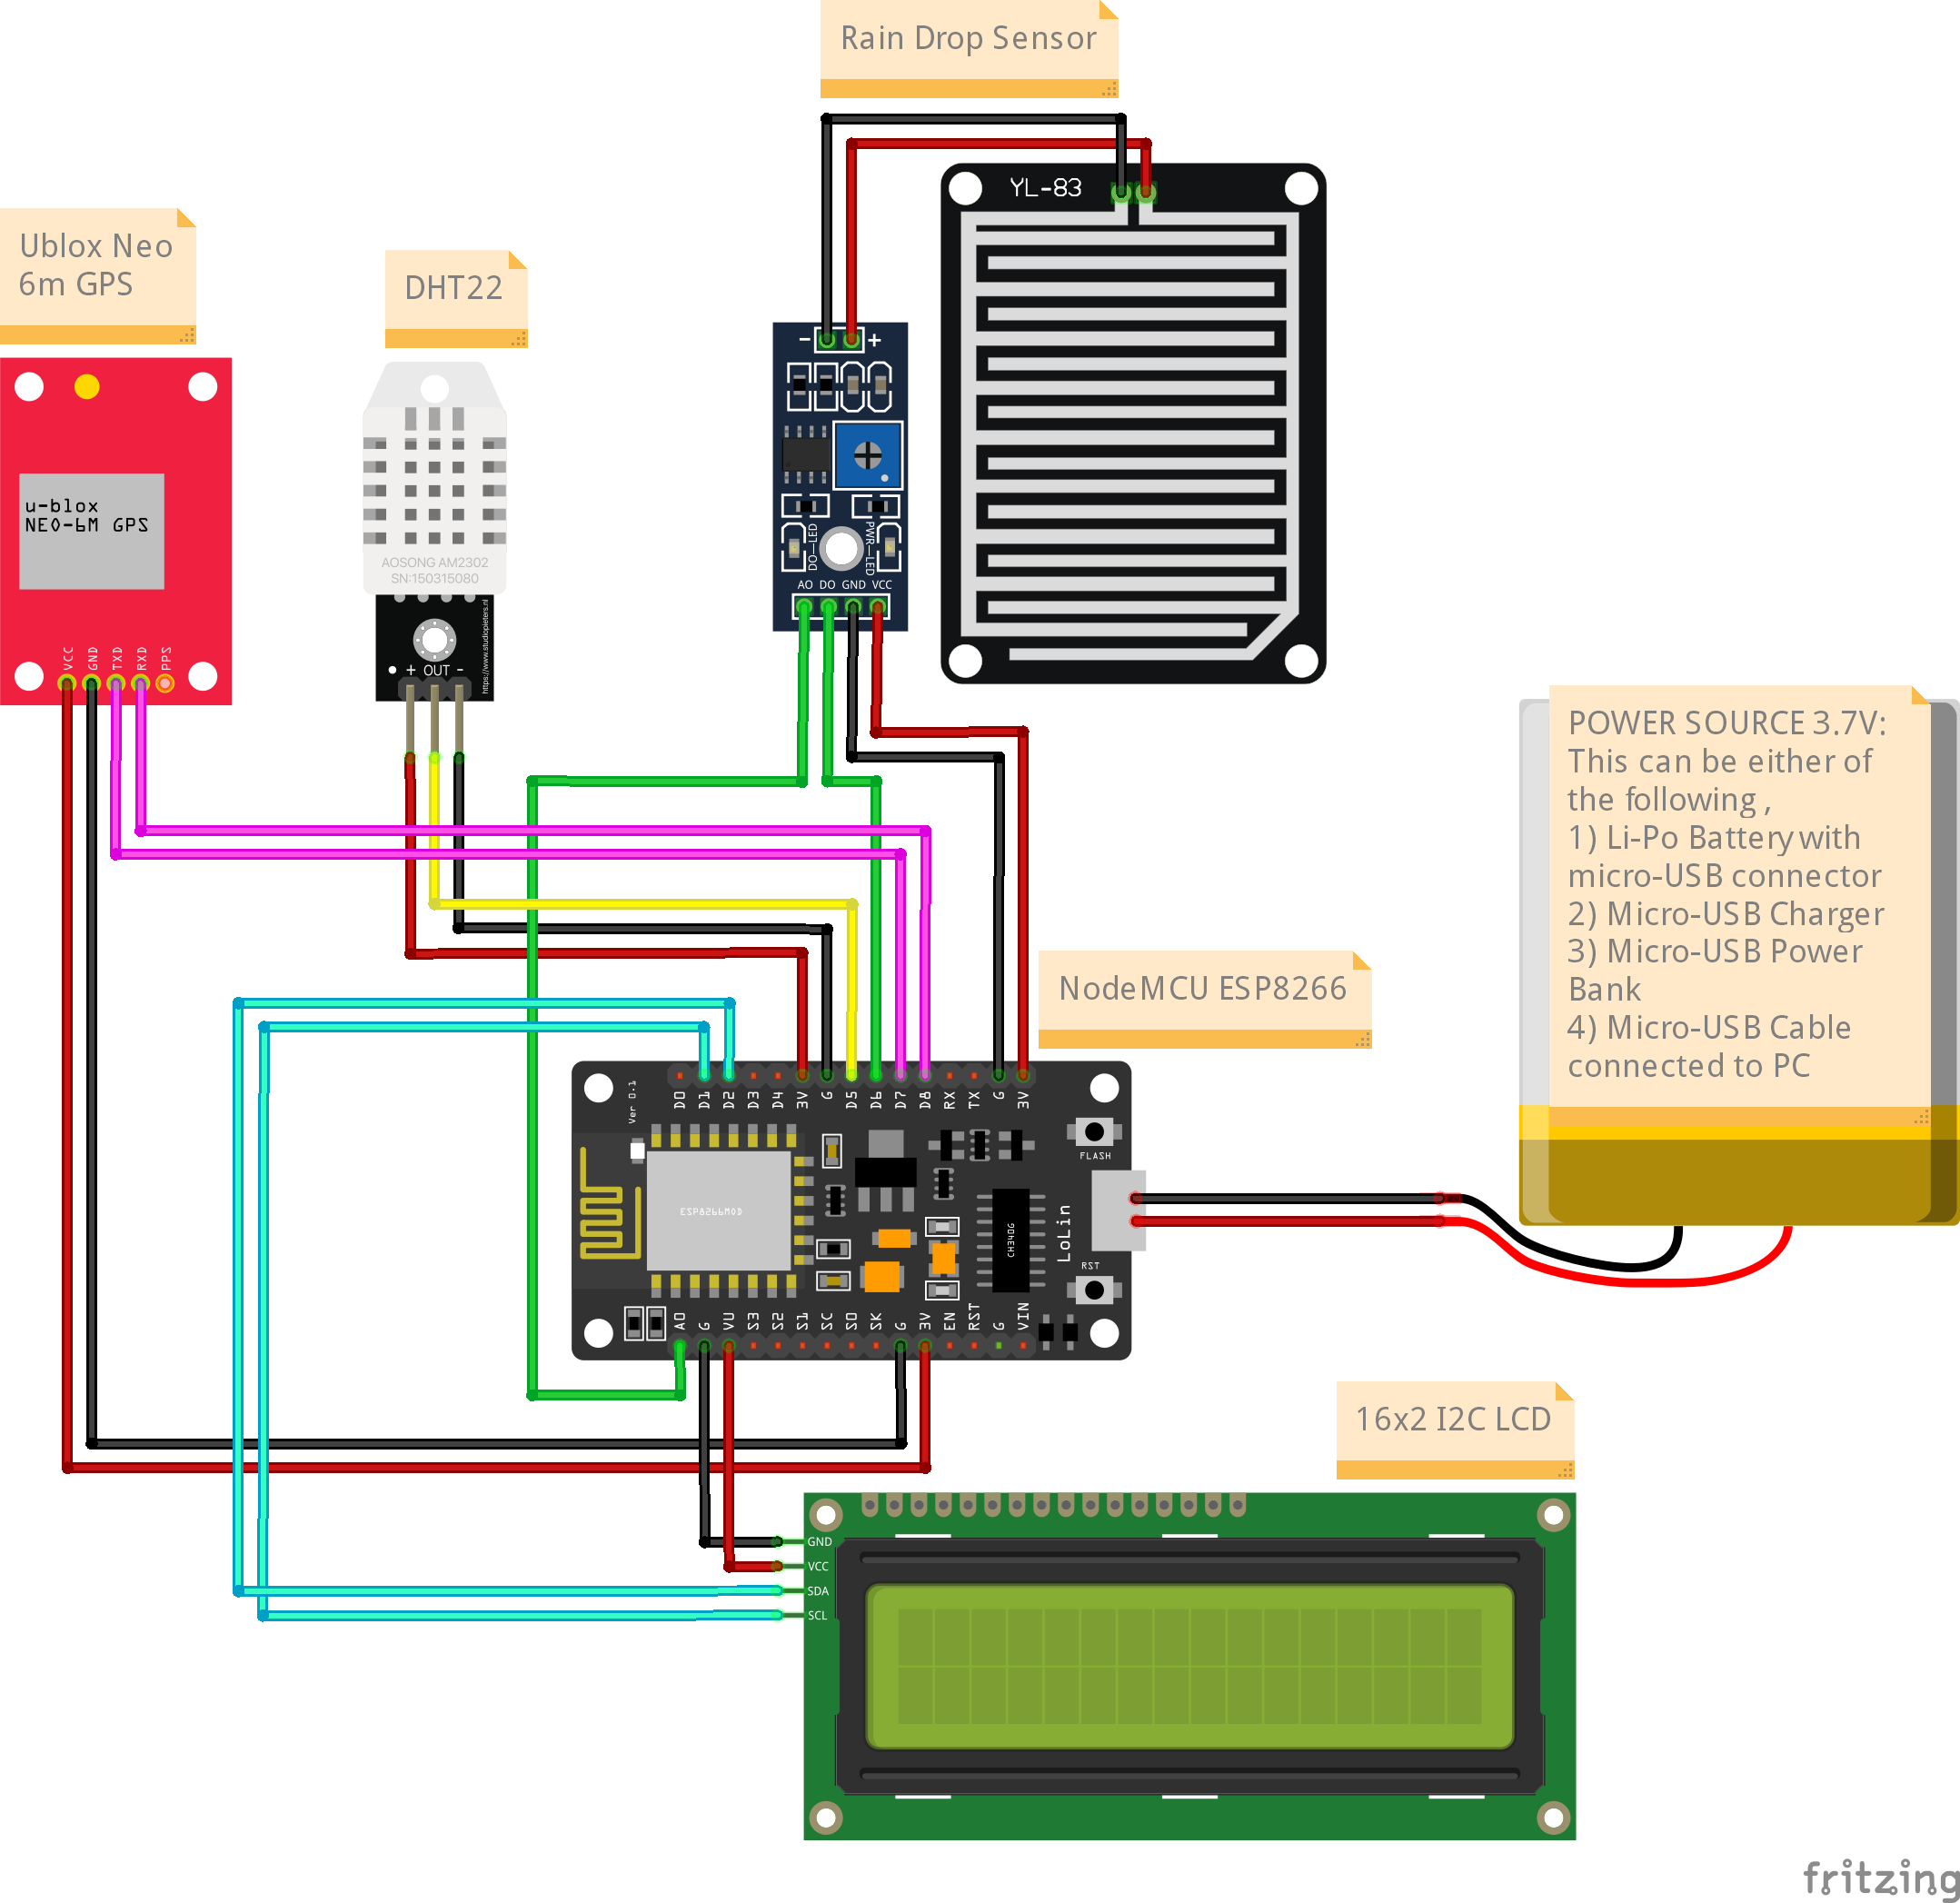 Rain Drop Sensor
YL-83
Ublox Neo
6m GPS
DHT22
- +
u-blox
NEO-6M GPS
DO-LED
PWR-LED
AOSONG AM2302
SN:150315080
AO DO GND VCC
https://www.studiopieters.nl
VCC GND TXD RXD PPS
+ OUT -
POWER SOURCE 3.7V:
This can be either of
the following ,
1) Li-Po Battery with
micro-USB connector
2) Micro-USB Charger
3) Micro-USB Power
Bank
4) Micro-USB Cable
connected to PC
NodeMCU ESP8266
Ver 0.1
D0 D1 D2 D3 D4 3V G D5 D6 D7 D8 RX TX G 3V
FLASH
ESP8266MOD
CH340G
LoLin
RST
A0 G VU S3 S2 S1 SC SO SK G 3V EN RST G VIN
16x2 I2C LCD
GND
VCC
SDA
SCL
fritzing